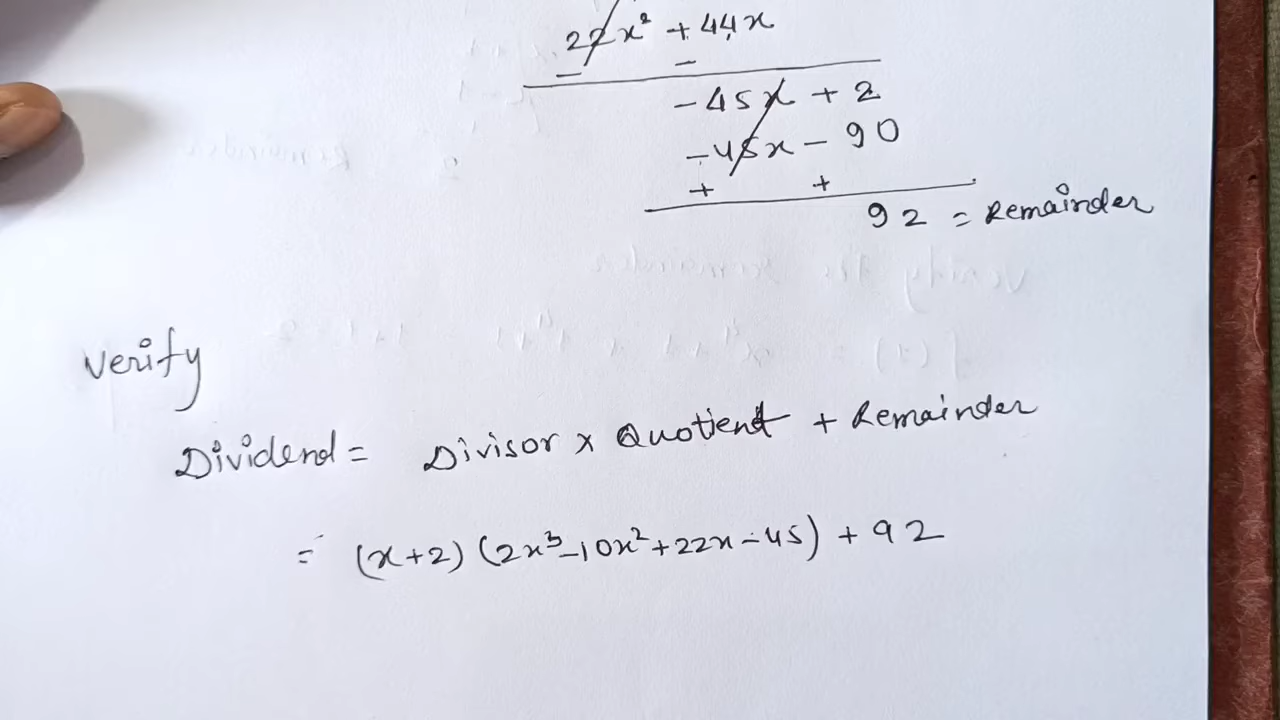 22x² + 44x
− −
-45x + 2
-45x - 90
+ +
92 = Remainder
Verify
Dividend = Divisor x Quotient + Remainder
= (x+2) (2x³-10x²+22x-45) + 92